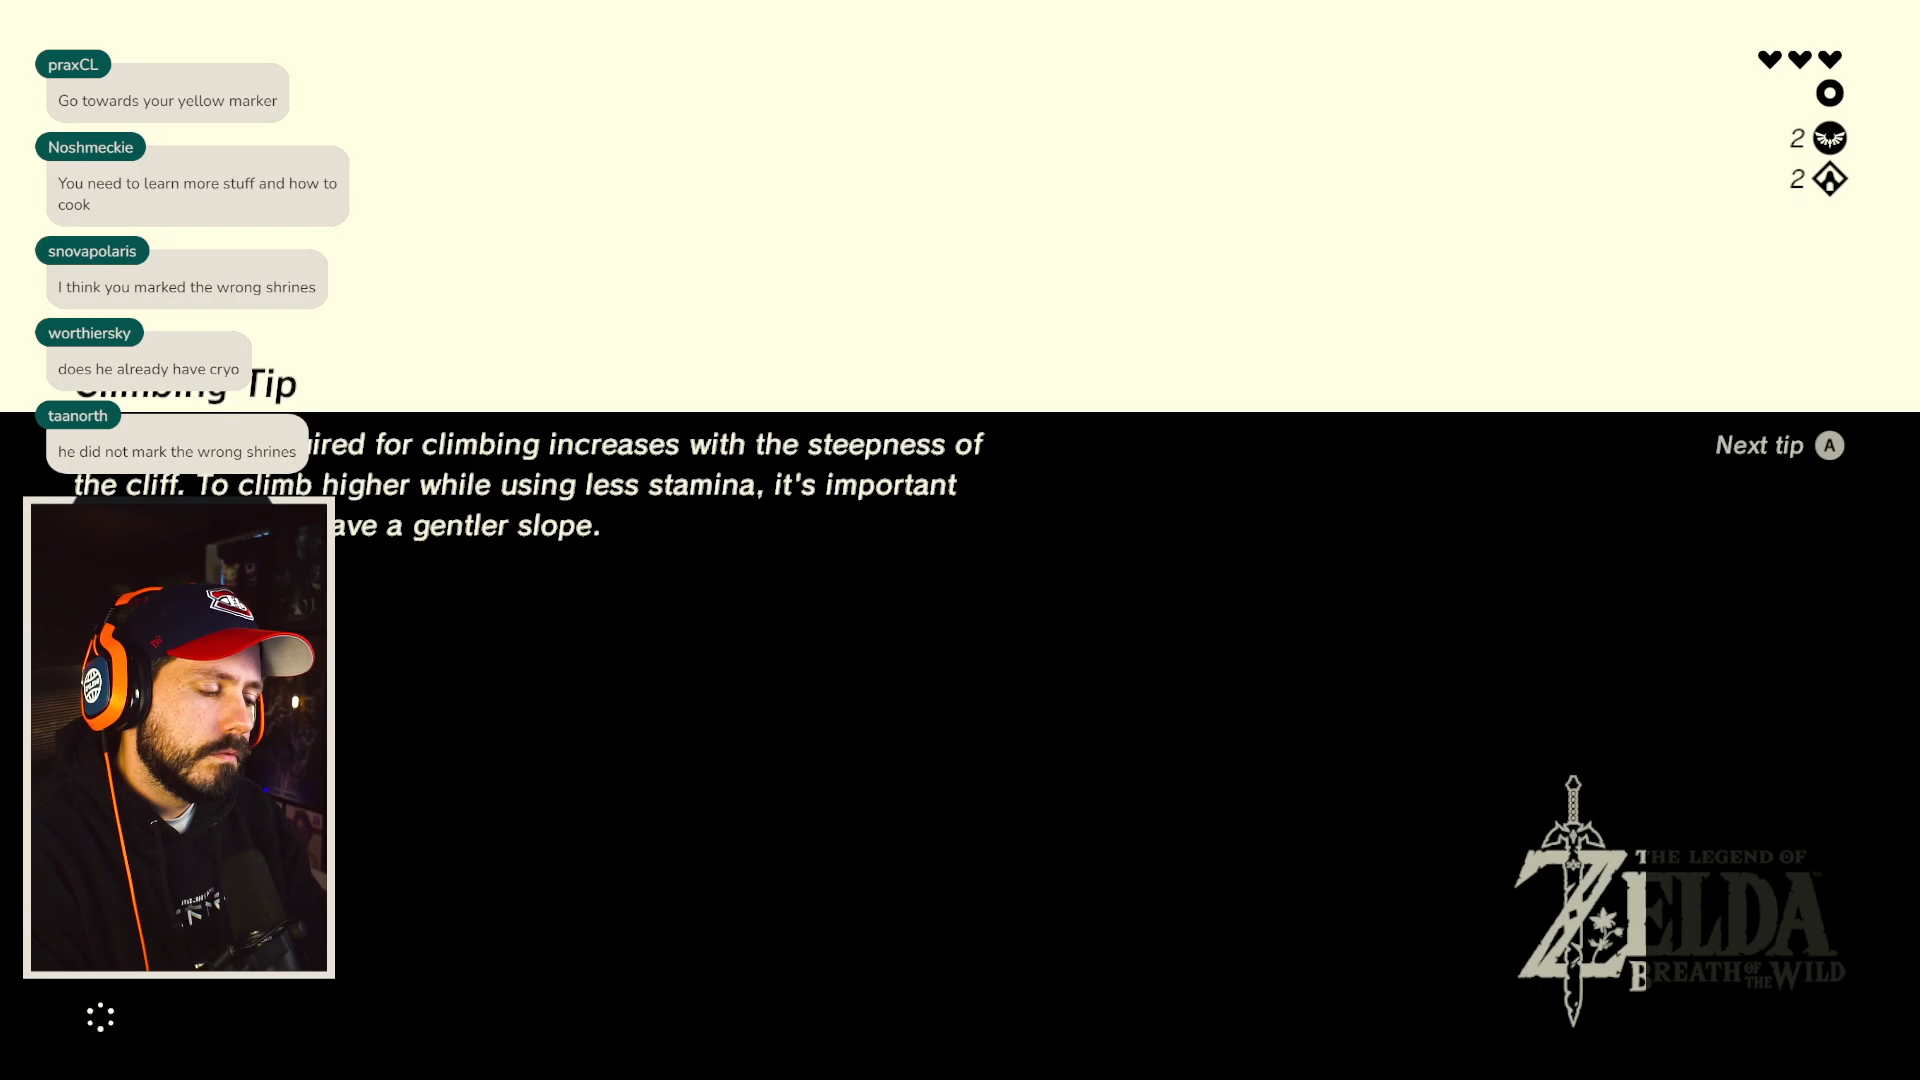 praxCL
Go towards your yellow marker
Noshmeckie
You need to learn more stuff and how to
cook
snovapolaris
I think you marked the wrong shrines
worthiersky
does he already have cryo
taanorth
he did not mark the wrong shrines
2
2
Climbing Tip
ired for climbing increases with the steepness of
the cliff. To climb higher while using less stamina, it's important
ave a gentler slope.
Next tip A
THE LEGEND OF
ZELDA
BREATH OF THE WILD